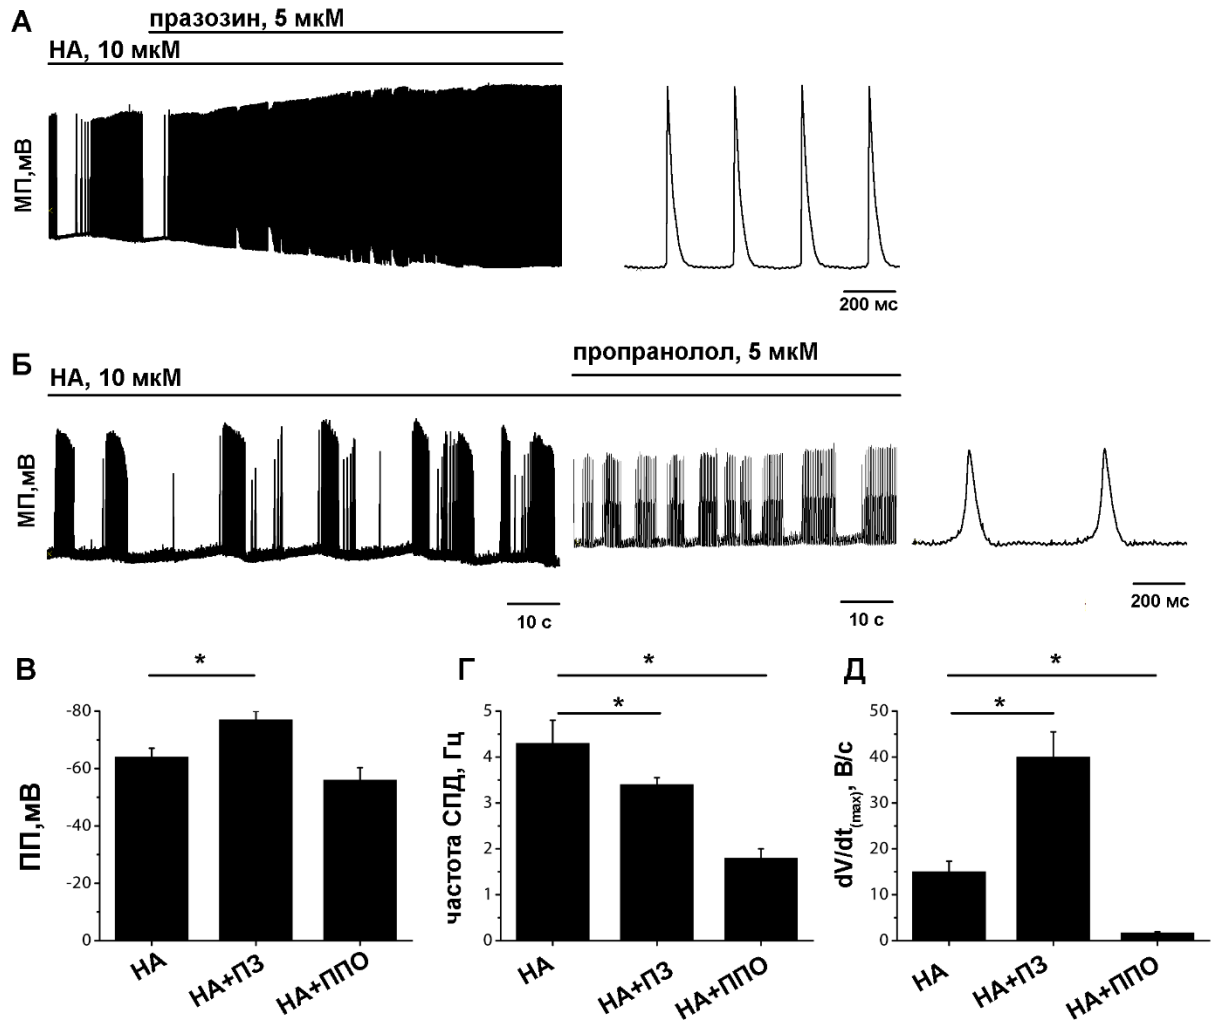 А
празозин, 5 мкМ
НА, 10 мкМ
МП,мВ
200 мс
Б
НА, 10 мкМ
пропранолол, 5 мкМ
МП,мВ
10 с
10 с
200 мс
В
*
ПП,мВ
-80
-60
-40
-20
0
НА
НА+ПЗ
НА+ППО
Г
*
*
частота СПД, Гц
5
4
3
2
1
0
НА
НА+ПЗ
НА+ППО
Д
*
*
dV/dt(max), В/с
50
40
30
20
10
0
НА
НА+ПЗ
НА+ППО